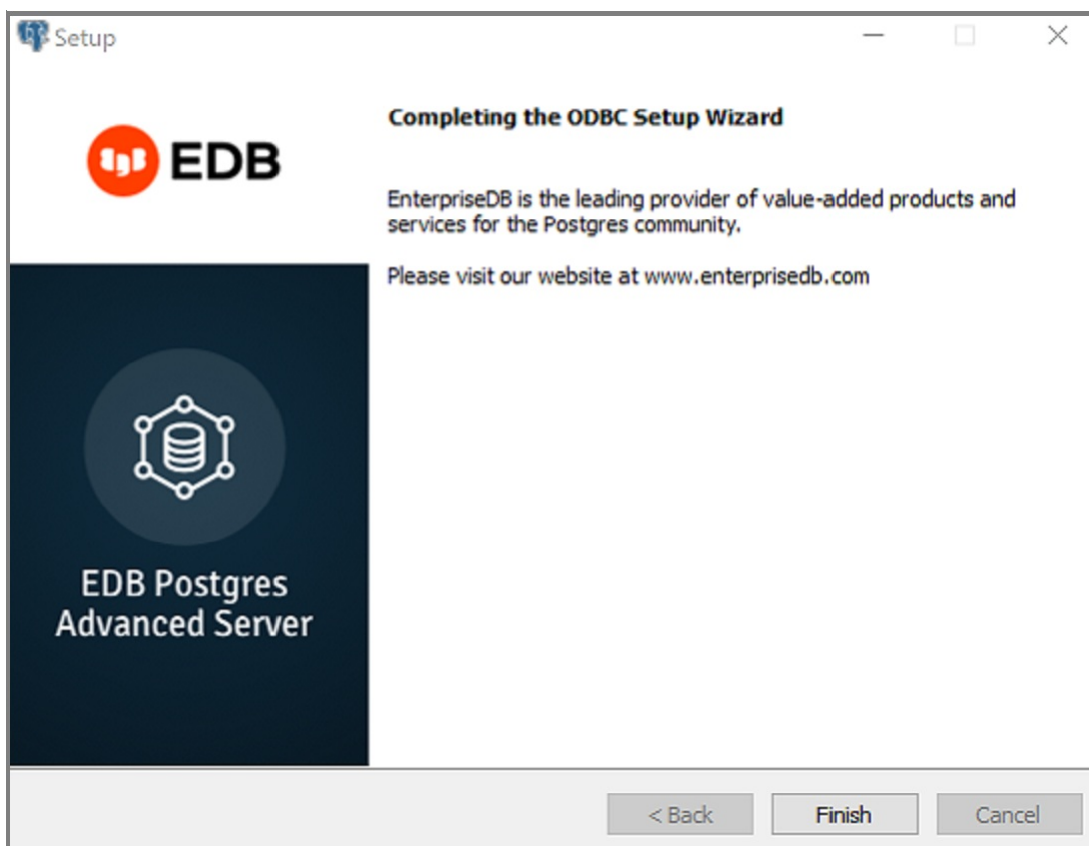 Setup
EDB
Completing the ODBC Setup Wizard
EnterpriseDB is the leading provider of value-added products and
services for the Postgres community.
Please visit our website at www.enterprisedb.com
EDB Postgres
Advanced Server
< Back
Finish
Cancel